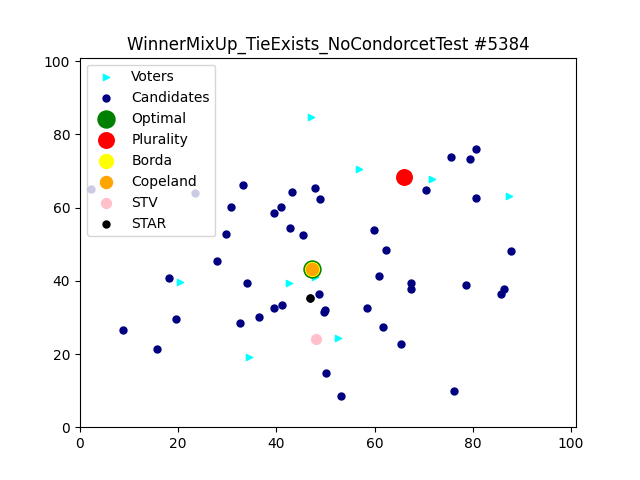 WinnerMixUp_TieExists_NoCondorcetTest #5384
100
80
60
40
20
0
Voters
Candidates
Optimal
Plurality
Borda
Copeland
STV
STAR
0 20 40 60 80 100